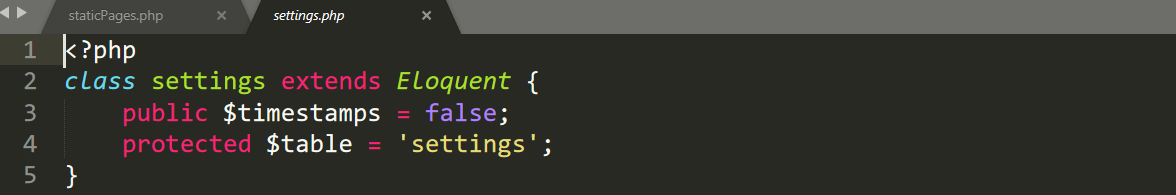 staticPages.php × settings.php ×
1 <?php
2 class settings extends Eloquent {
3 public $timestamps = false;
4 protected $table = 'settings';
5 }